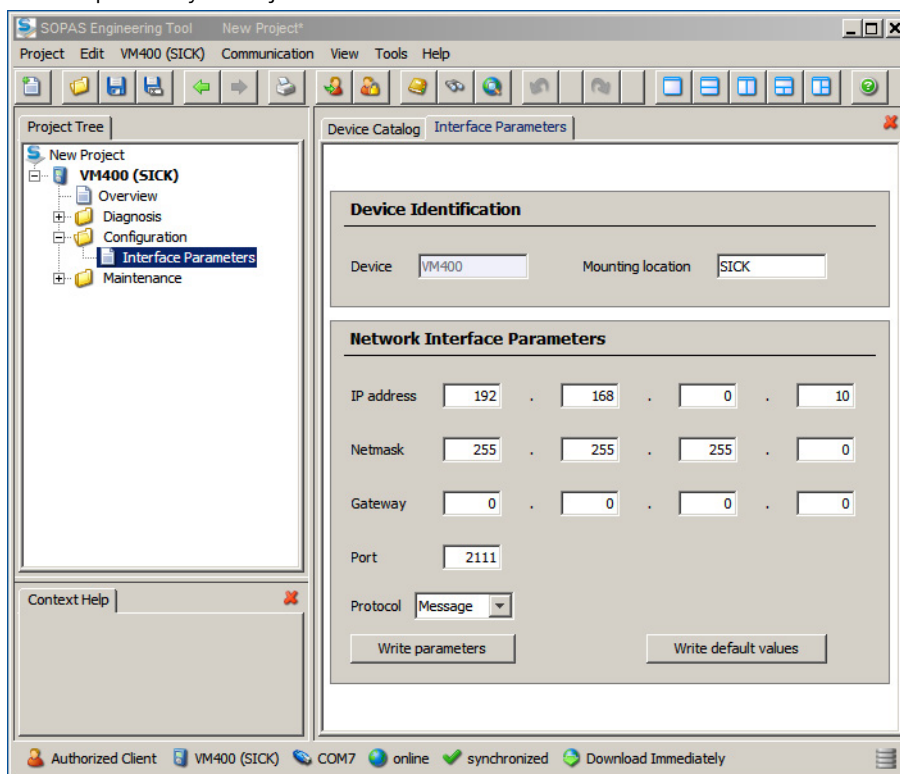 SOPAS Engineering Tool New Project*
Project Edit VM400 (SICK) Communication View Tools Help
Project Tree
New Project
VM400 (SICK)
Overview
Diagnosis
Configuration
Interface Parameters
Maintenance
Context Help
Device Catalog Interface Parameters
Device Identification
Device VM400 Mounting location SICK
Network Interface Parameters
IP address 192 . 168 . 0 . 10
Netmask 255 . 255 . 255 . 0
Gateway 0 . 0 . 0 . 0
Port 2111
Protocol Message
Write parameters Write default values
Authorized Client VM400 (SICK) COM7 online synchronized Download Immediately